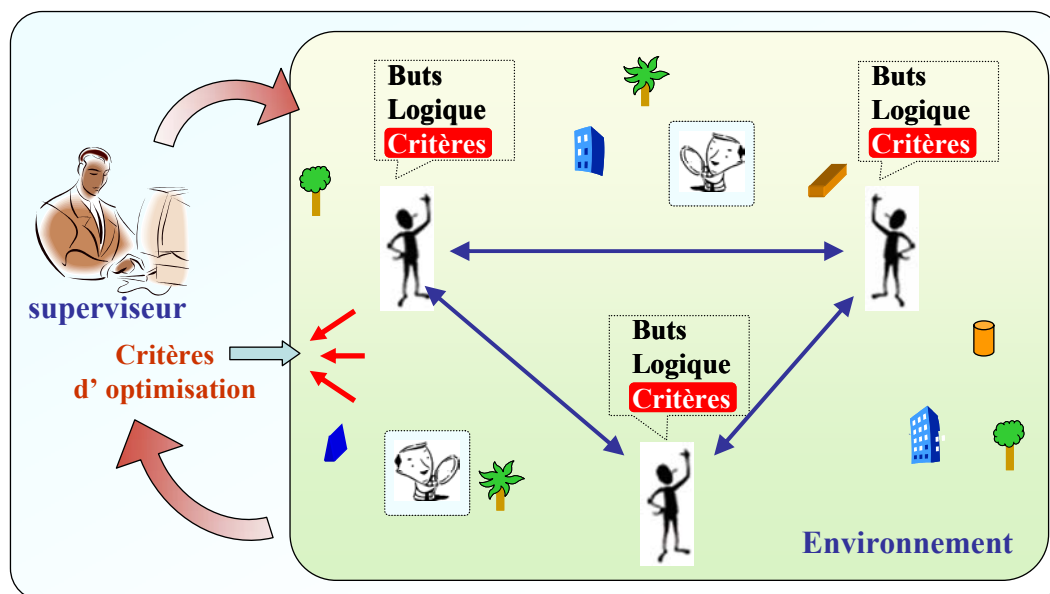 Buts
Logique
Critères
Buts
Logique
Critères
superviseur
Critères
d’ optimisation
Buts
Logique
Critères
Environnement